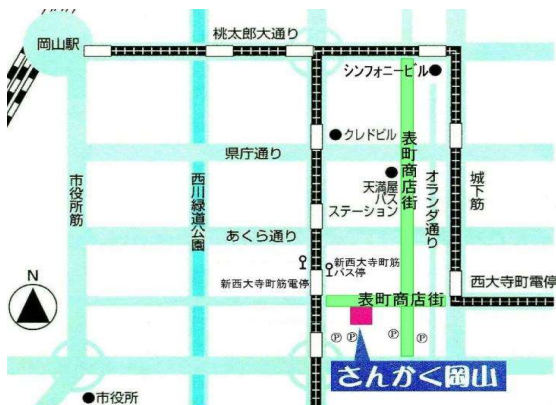 桃太郎大通り
岡山駅
シンフォニービル
クレドビル
表町商店街
県庁通り
天満屋
バス
ステーション
オランダ通り
城下筋
市役所筋
西川緑道公園
あくら通り
新西大寺町筋
バス停
新西大寺町筋電停
西大寺町電停
N
表町商店街
P
P
P
P
さんかく岡山
市役所